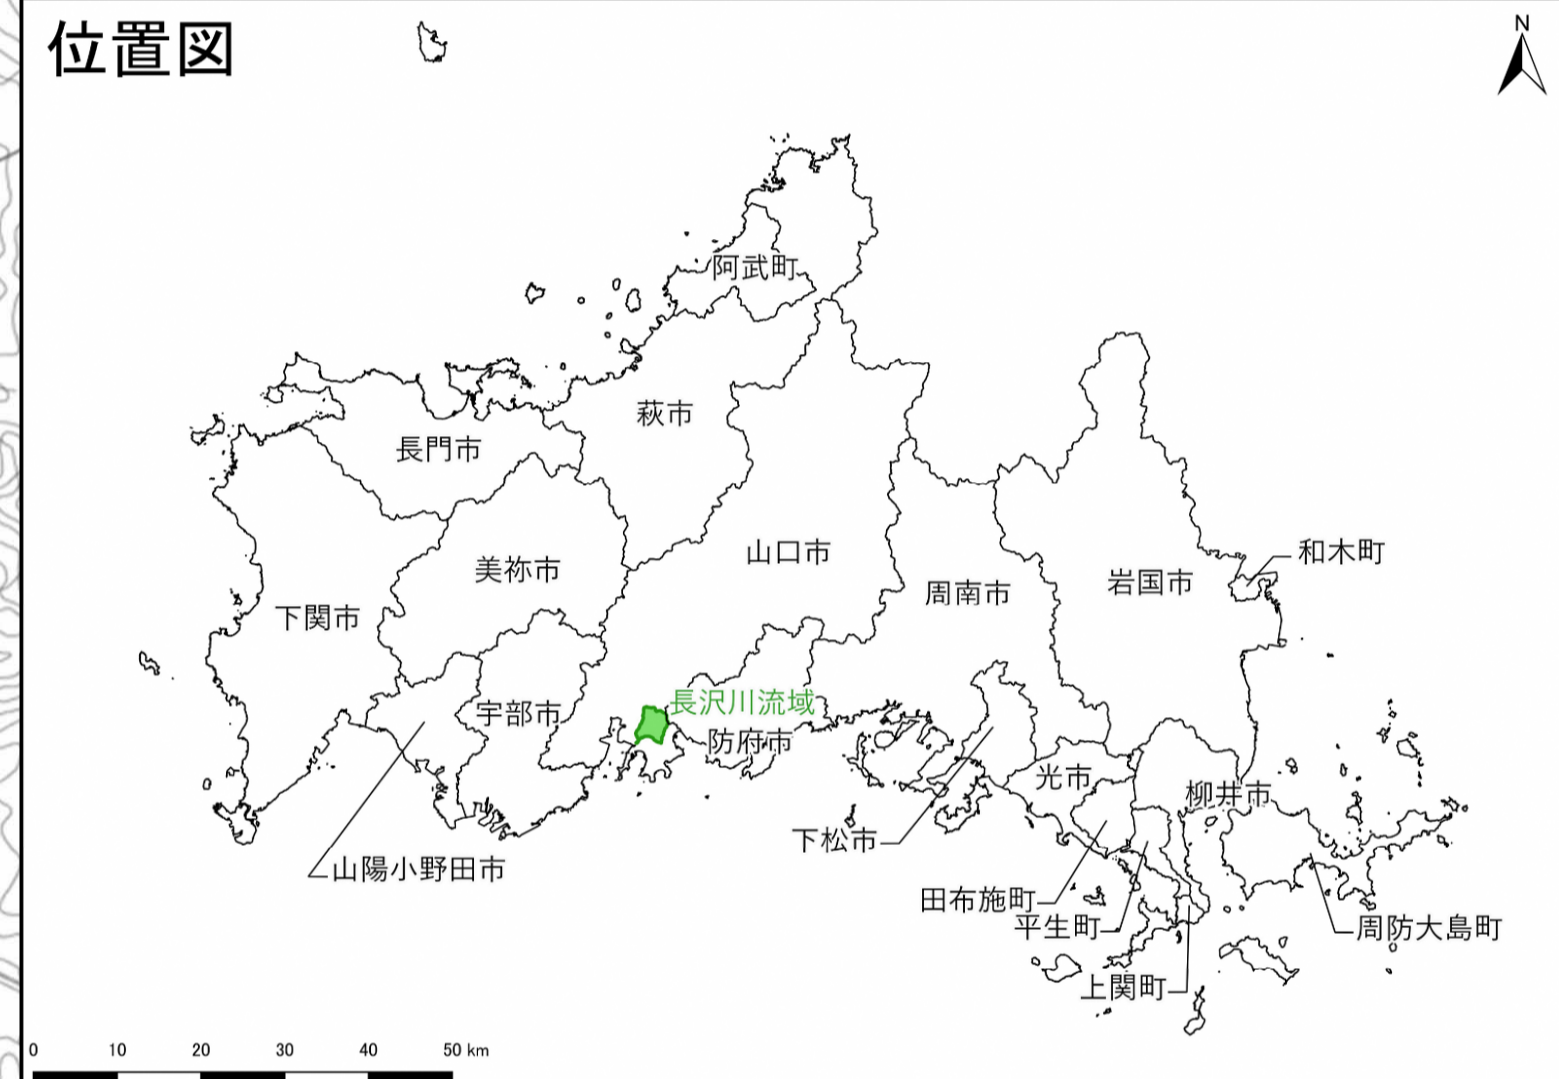 位置図
N
阿武町
萩市
長門市
山口市
和木町
美祢市
岩国市
周南市
下関市
長沢川流域
宇部市
防府市
光市
柳井市
下松市
山陽小野田市
田布施町
平生町
周防大島町
上関町
0 10 20 30 40 50 km